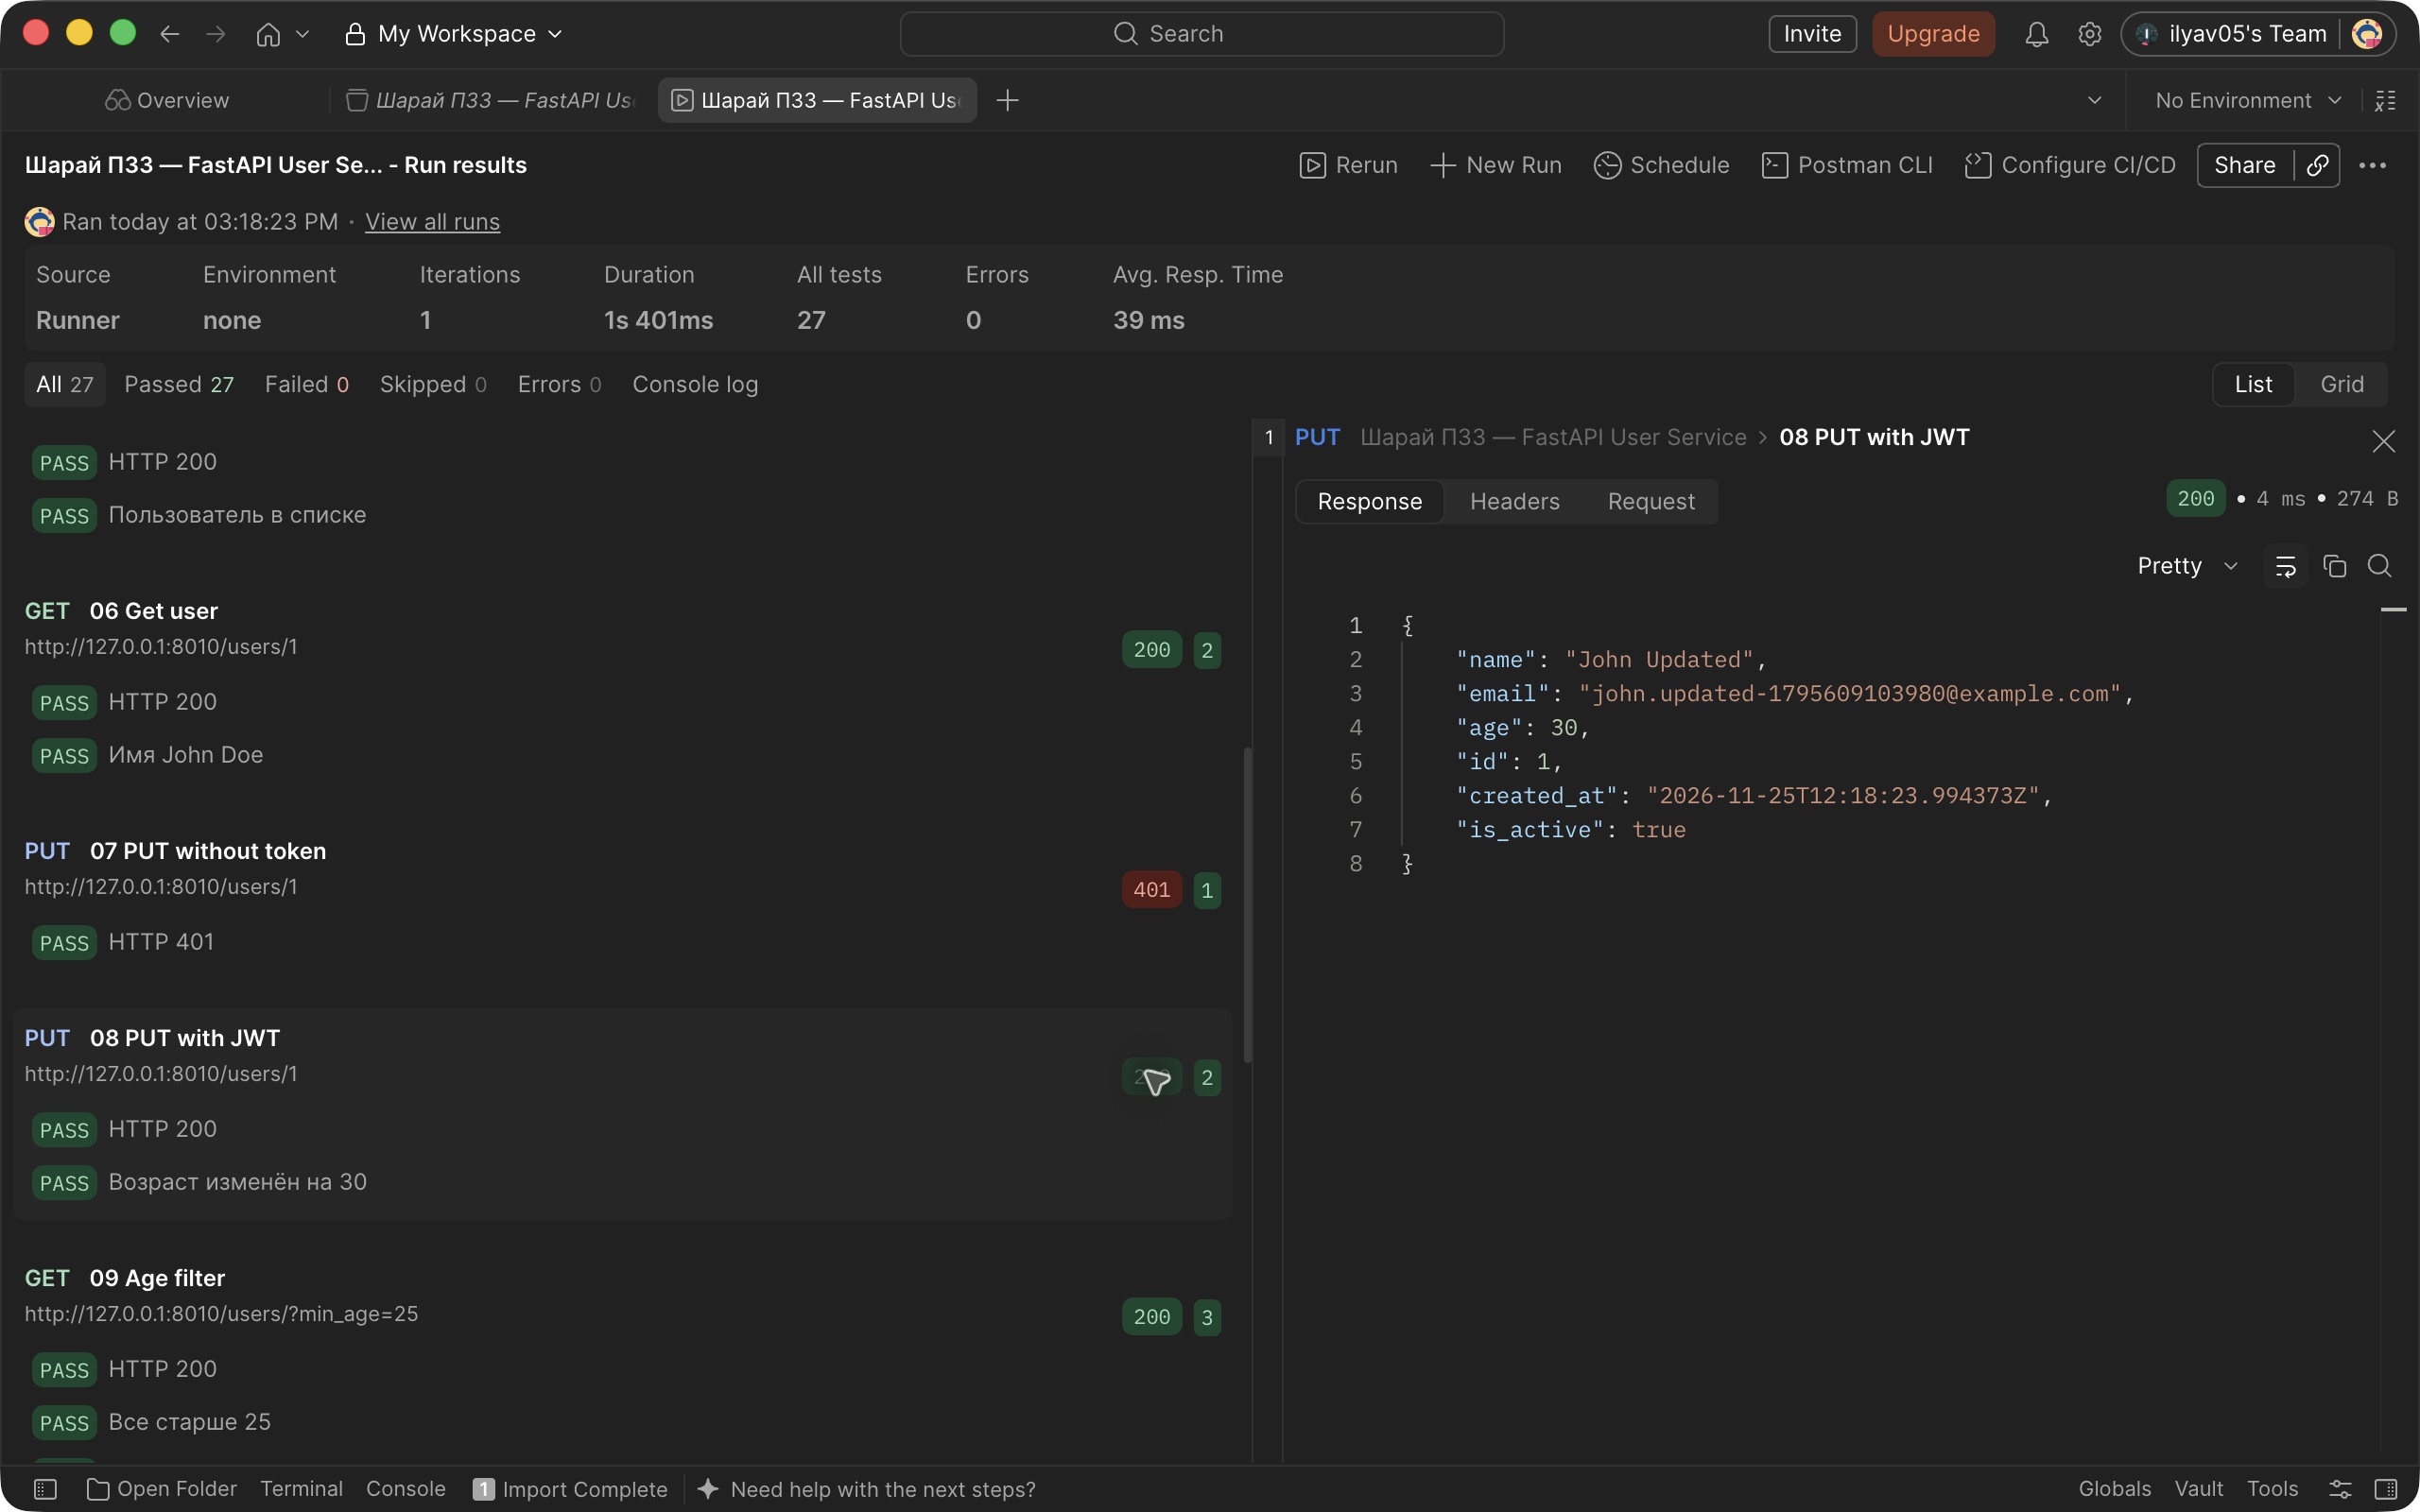 My Workspace
Search
Invite
Upgrade
ilyav05's Team
Overview
Шарай ПЗЗ — FastAPI Us
Шарай ПЗЗ — FastAPI Us
No Environment
Шарай ПЗЗ — FastAPI User Se... - Run results
Rerun
New Run
Schedule
Postman CLI
Configure CI/CD
Share
Ran today at 03:18:23 PM · View all runs
Source Environment Iterations Duration All tests Errors Avg. Resp. Time
Runner none 1 1s 401ms 27 0 39 ms
All 27 Passed 27 Failed 0 Skipped 0 Errors 0 Console log
List Grid
PASS HTTP 200
PASS Пользователь в списке
GET 06 Get user
http://127.0.0.1:8010/users/1
200 2
PASS HTTP 200
PASS Имя John Doe
PUT 07 PUT without token
http://127.0.0.1:8010/users/1
401 1
PASS HTTP 401
PUT 08 PUT with JWT
http://127.0.0.1:8010/users/1
2
PASS HTTP 200
PASS Возраст изменён на 30
GET 09 Age filter
http://127.0.0.1:8010/users/?min_age=25
200 3
PASS HTTP 200
PASS Все старше 25
1
PUT Шарай ПЗЗ — FastAPI User Service > 08 PUT with JWT
Response Headers Request
200 • 4 ms • 274 B
Pretty
1 {
2 "name": "John Updated",
3 "email": "john.updated-1795609103980@example.com",
4 "age": 30,
5 "id": 1,
6 "created_at": "2026-11-25T12:18:23.994373Z",
7 "is_active": true
8 }
Open Folder
Terminal
Console
1 Import Complete
Need help with the next steps?
Globals
Vault
Tools